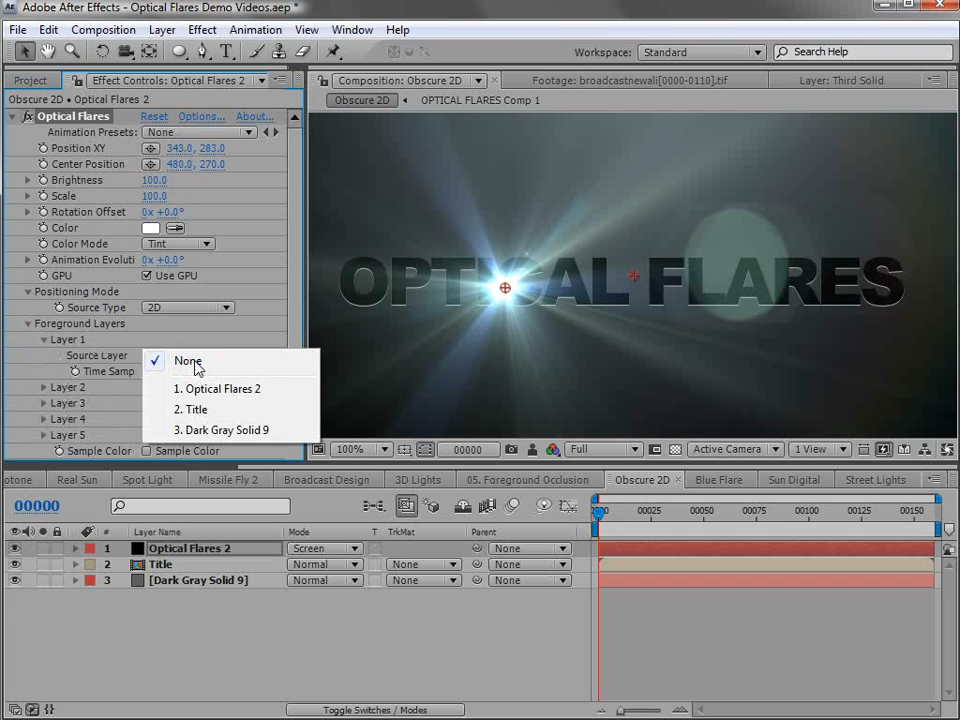 Ae Adobe After Effects - Optical Flares Demo Videos.aep *
File Edit Composition Layer Effect Animation View Window Help
Workspace: Standard Search Help
Project Effect Controls: Optical Flares 2 Composition: Obscure 2D Footage: broadcastnewali[0000-0110].tif Layer: Third Solid
Obscure 2D • Optical Flares 2 Obscure 2D OPTICAL FLARES Comp 1
fx Optical Flares Reset Options... About...
Animation Presets: None
Position XY 343.0, 283.0
Center Position 480.0, 270.0
Brightness 100.0
Scale 100.0
Rotation Offset 0x +0.0°
Color
Color Mode Tint
Animation Evoluti 0x +0.0°
GPU Use GPU
Positioning Mode
Source Type 2D
Foreground Layers
Layer 1
Source Layer
Time Samp
Layer 2
Layer 3
Layer 4
Layer 5
Sample Color Sample Color
None
1. Optical Flares 2
2. Title
3. Dark Gray Solid 9
OPTICAL FLARES
100% 00000 Full Active Camera 1 View
otone Real Sun Spot Light Missile Fly 2 Broadcast Design 3D Lights 05. Foreground Occlusion Obscure 2D Blue Flare Sun Digital Street Lights
00000 00025 00050 00075 00100 00125 00150
# Layer Name Mode T TrkMat Parent
1 Optical Flares 2 Screen None
2 Title Normal None None
3 [Dark Gray Solid 9] Normal None None
Toggle Switches / Modes